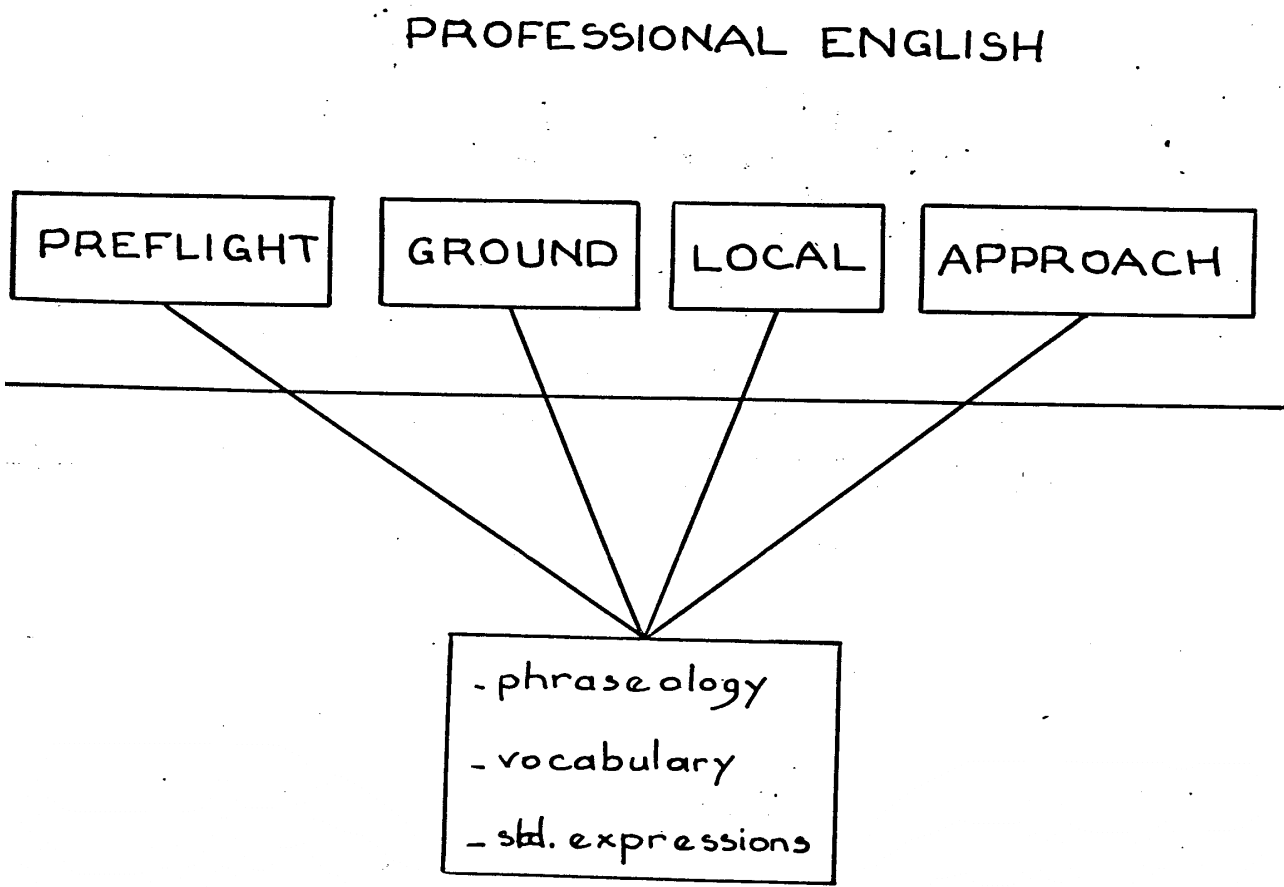 PROFESSIONAL ENGLISH
PREFLIGHT GROUND LOCAL APPROACH
- phraseology
- vocabulary
- std. expressions